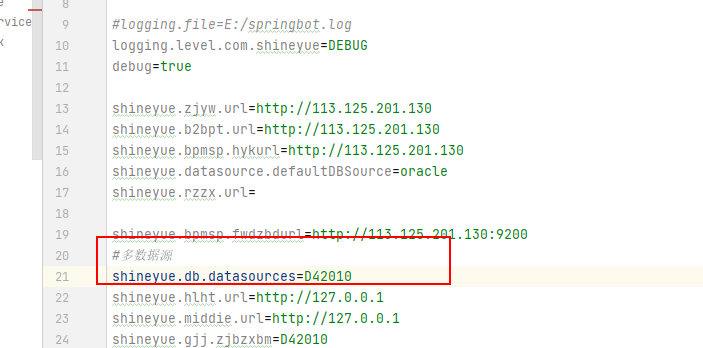 8
ervice
x
9 #logging.file=E:/springbot.log
10 logging.level.com.shineyue=DEBUG
11 debug=true
12
13 shineyue.zjyw.url=http://113.125.201.130
14 shineyue.b2bpt.url=http://113.125.201.130
15 shineyue.bpmsp.hykurl=http://113.125.201.130
16 shineyue.datasource.defaultDBSource=oracle
17 shineyue.rzzx.url=
18
19 shineyue.bpmsp.fwdzbdurl=http://113.125.201.130:9200
20 #多数据源
21 shineyue.db.datasources=D42010
22 shineyue.hlht.url=http://127.0.0.1
23 shineyue.middie.url=http://127.0.0.1
24 shineyue.gjj.zjbzxbm=D42010